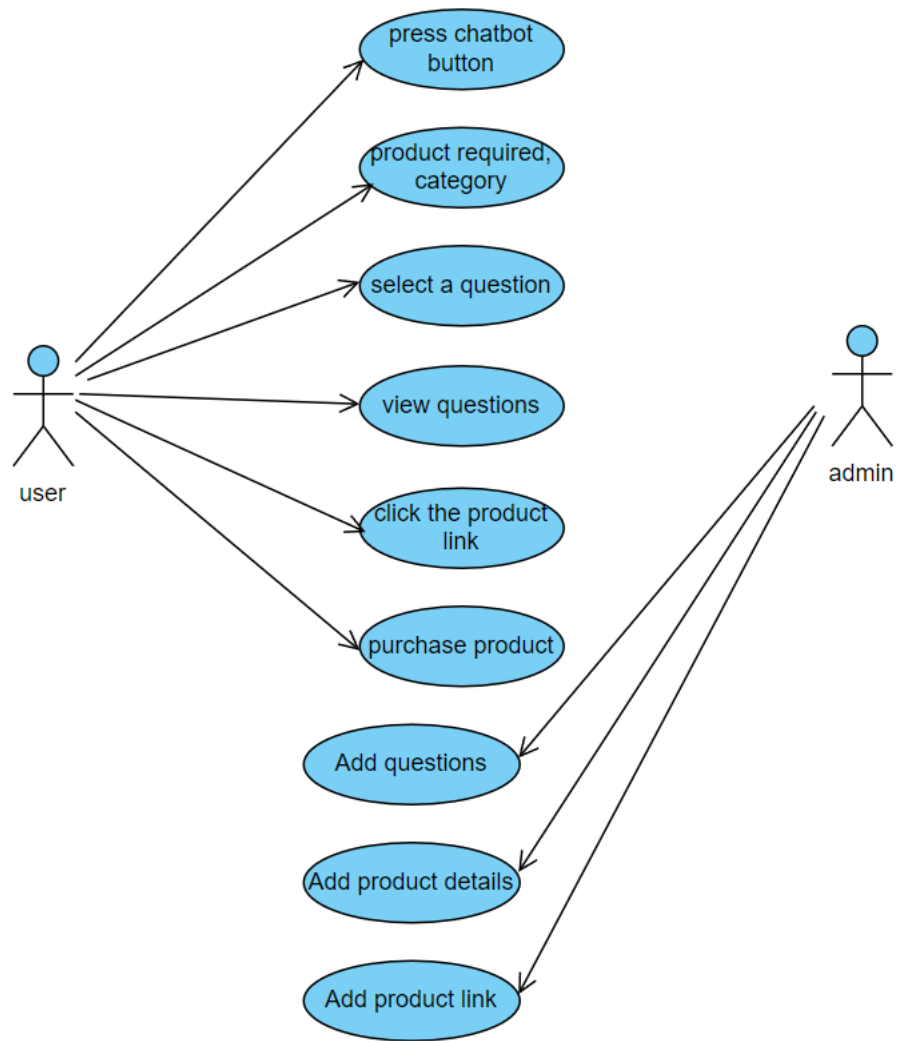 press chatbot
button
product required,
category
select a question
view questions
user
admin
click the product
link
purchase product
Add questions
Add product details
Add product link